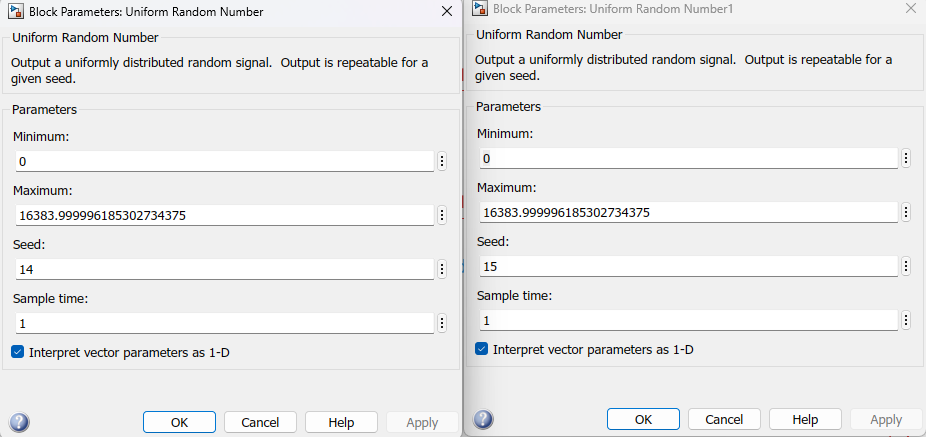 Block Parameters: Uniform Random Number
Uniform Random Number
Output a uniformly distributed random signal.  Output is repeatable for a
given seed.
Parameters
Minimum:
0
Maximum:
16383.999996185302734375
Seed:
14
Sample time:
1
Interpret vector parameters as 1-D
OK
Cancel
Help
Apply
Block Parameters: Uniform Random Number1
Uniform Random Number
Output a uniformly distributed random signal.  Output is repeatable for a
given seed.
Parameters
Minimum:
0
Maximum:
16383.999996185302734375
Seed:
15
Sample time:
1
Interpret vector parameters as 1-D
OK
Cancel
Help
Apply